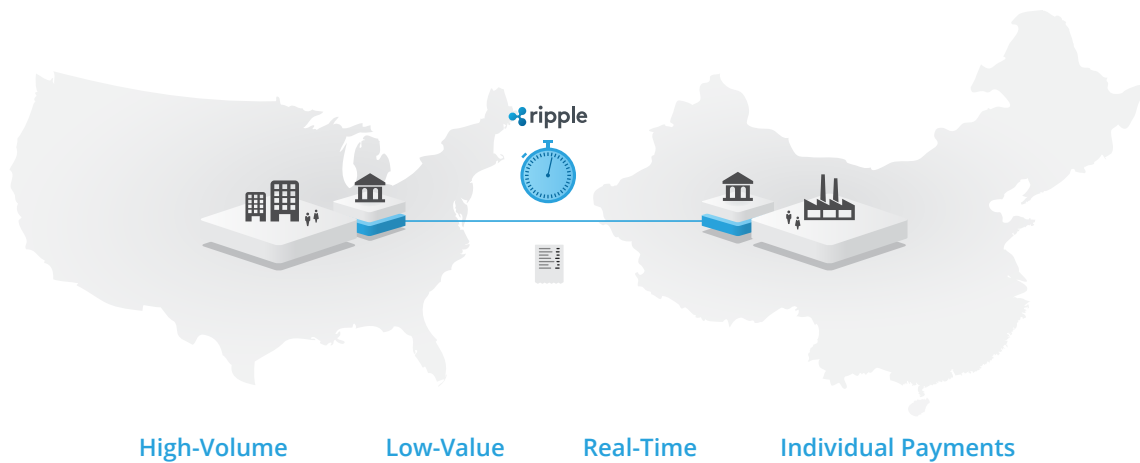 ripple
High-Volume
Low-Value
Real-Time
Individual Payments